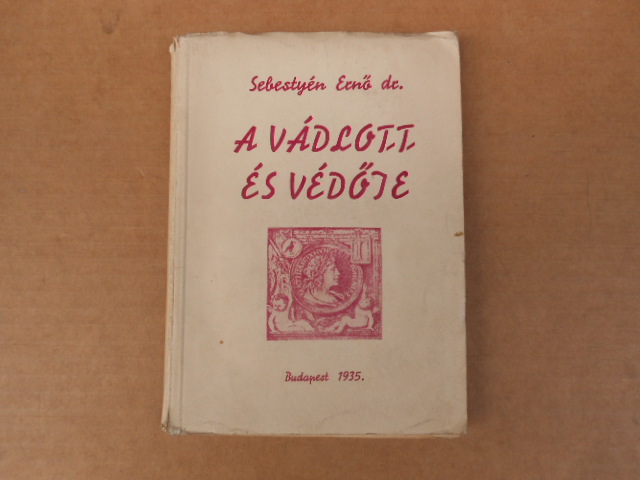 Sebestyén Ernő dr.
A VÁDLOTT
ÉS VÉDŐJE
Budapest 1935.